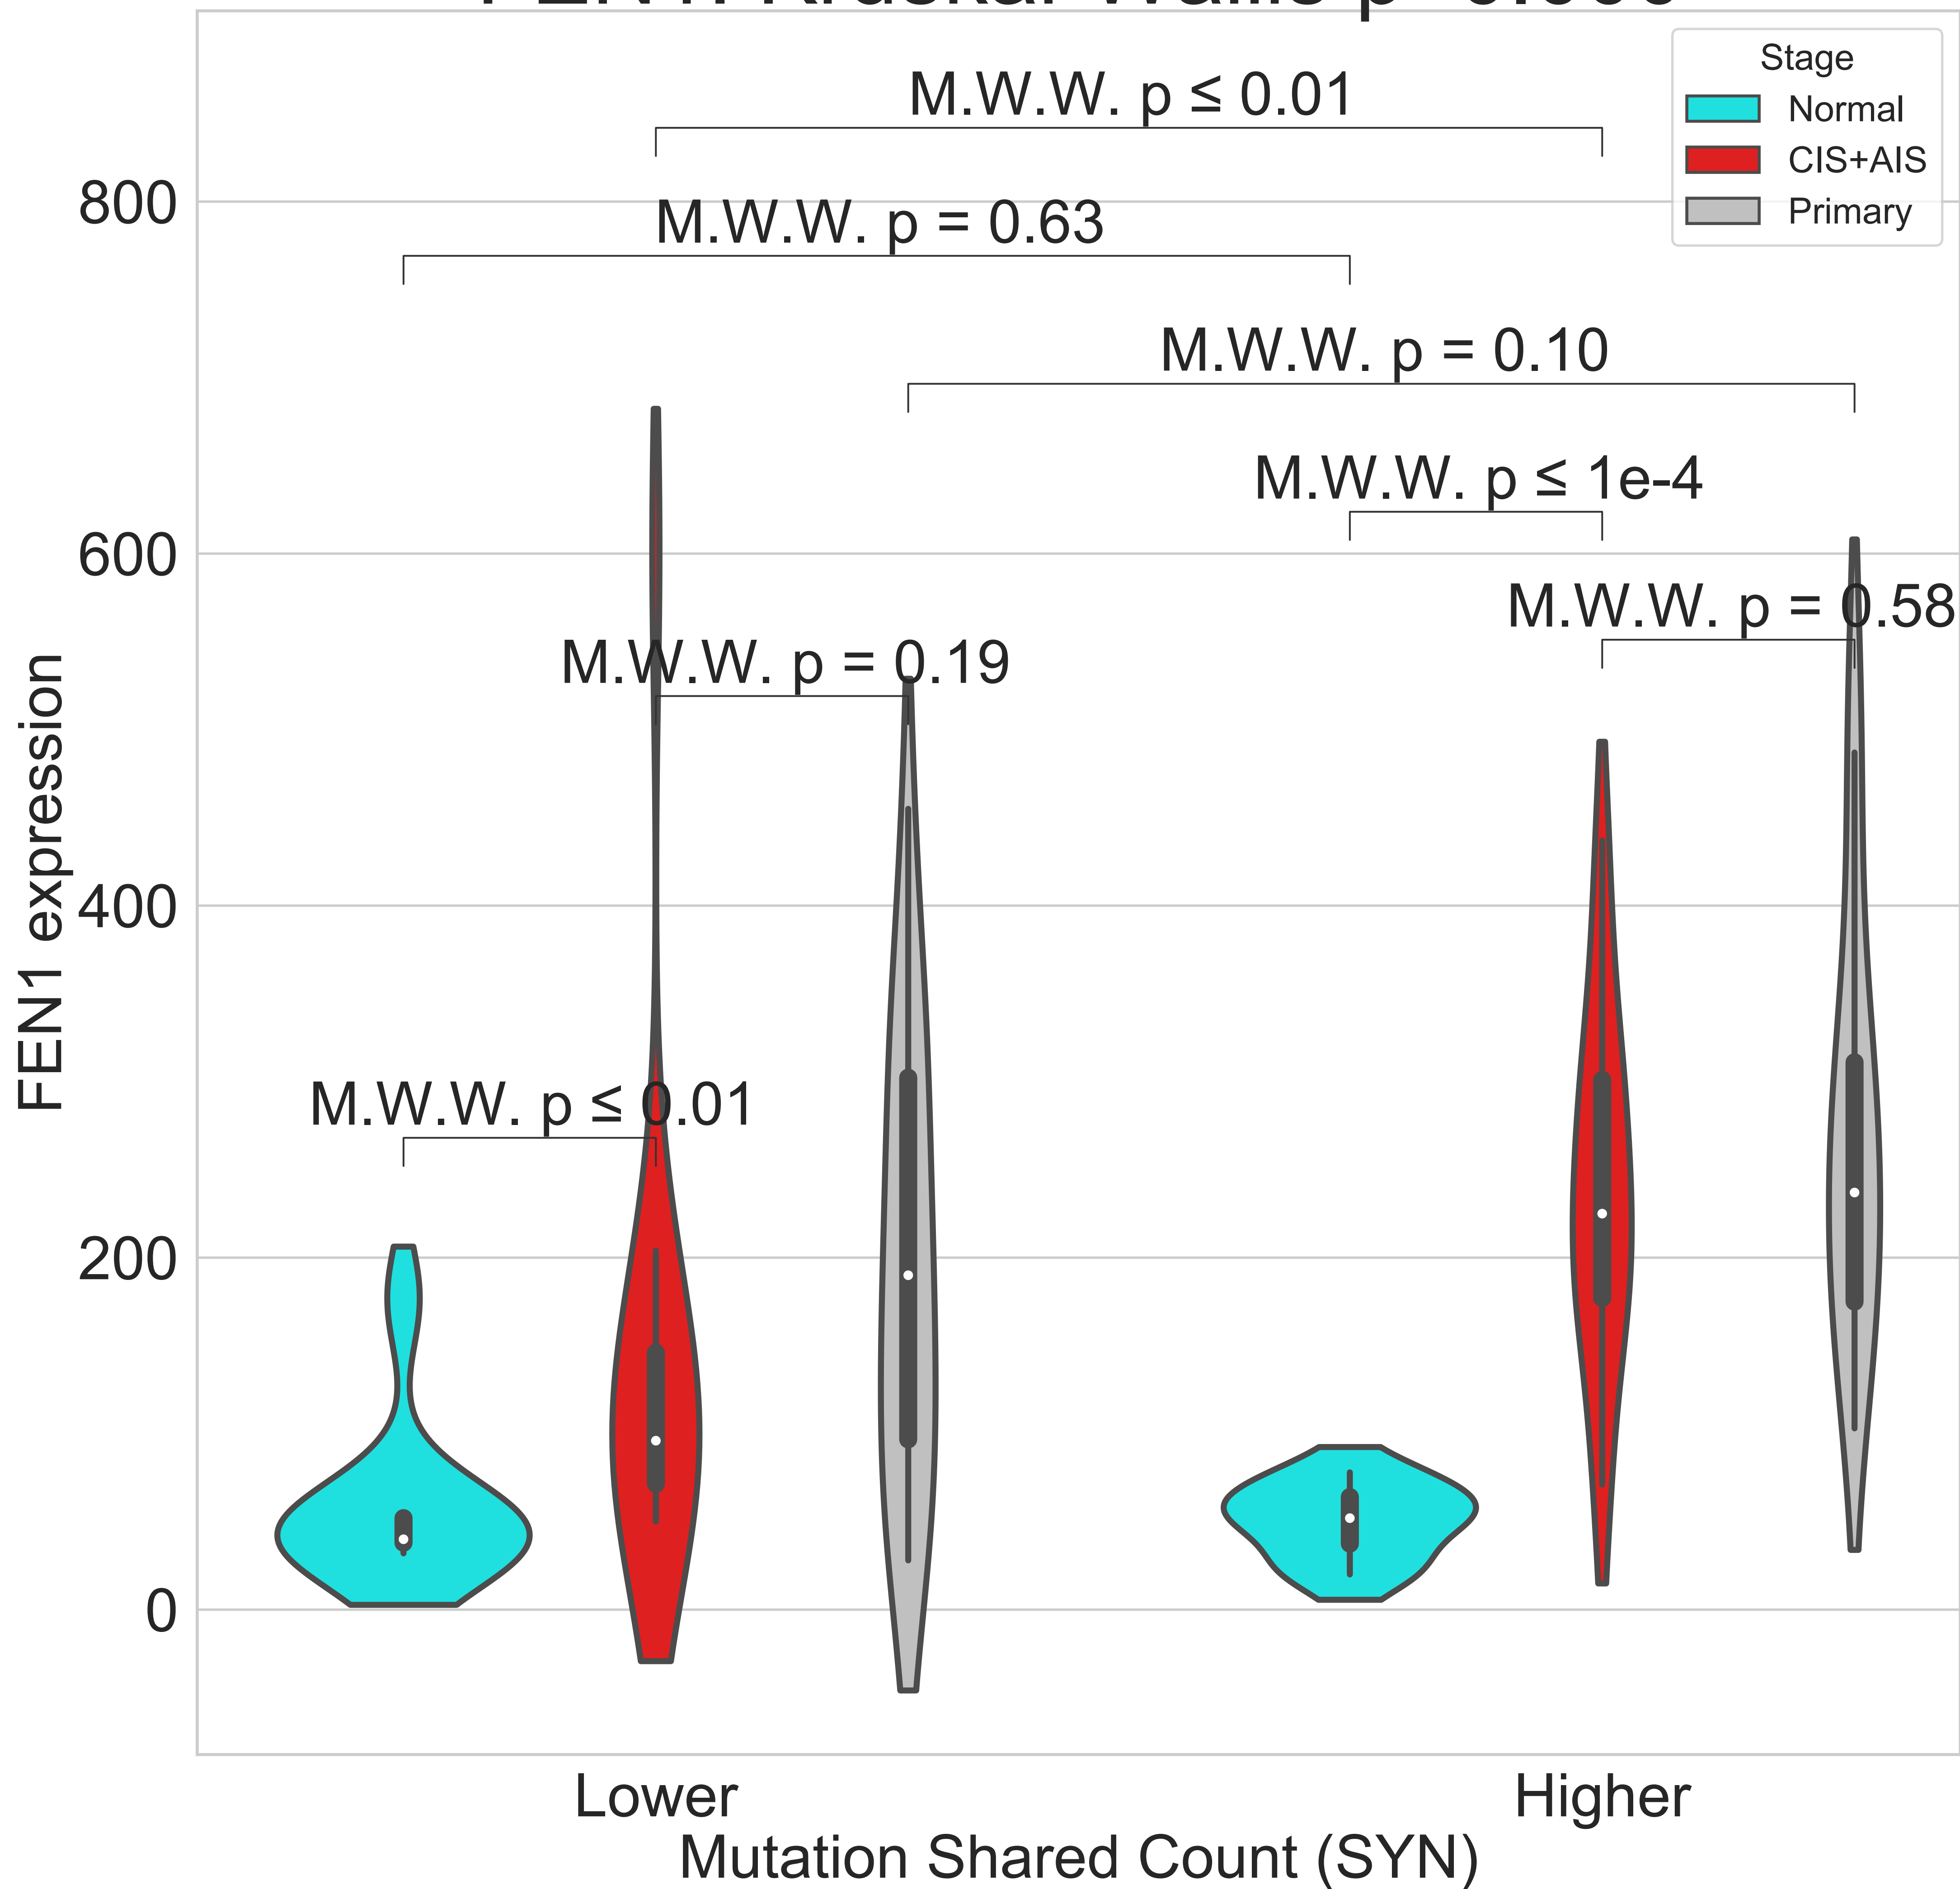 Stage
Normal
CIS+AIS
Primary
M.W.W. p ≤ 0.01
M.W.W. p = 0.63
M.W.W. p = 0.10
M.W.W. p ≤ 1e-4
M.W.W. p = 0.58
M.W.W. p = 0.19
M.W.W. p ≤ 0.01
800
600
400
200
0
FEN1 expression
Lower
Higher
Mutation Shared Count (SYN)